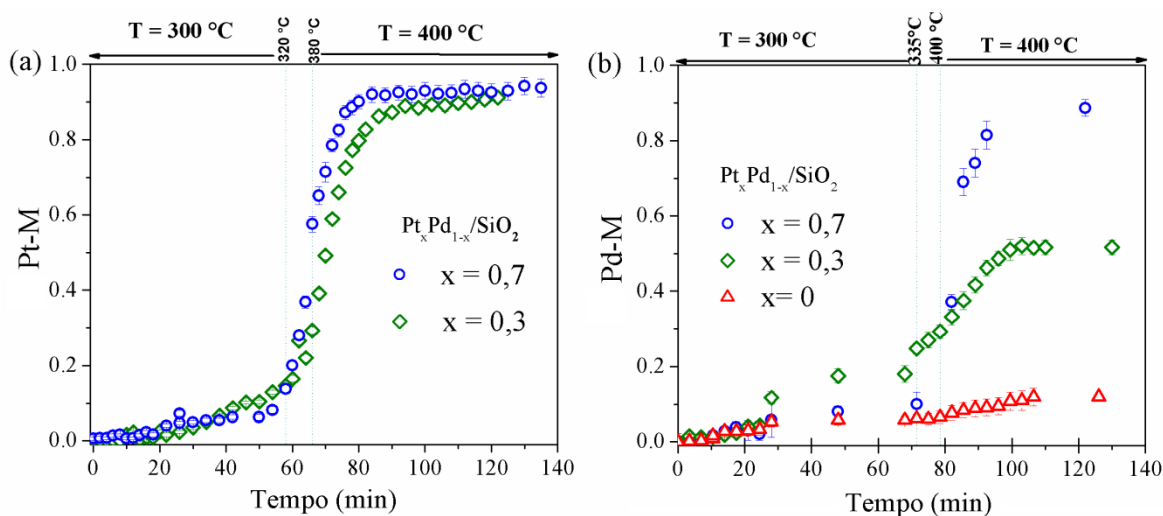 T = 300 °C
320 °C
380 °C
T = 400 °C
(a)
1.0
0.8
0.6
0.4
0.2
0.0
Pt-M
PtₓPd₁₋ₓ/SiO₂
x = 0,7
x = 0,3
0 20 40 60 80 100 120 140
Tempo (min)
T = 300 °C
335°C
400 °C
T = 400 °C
(b)
1.0
0.8
0.6
0.4
0.2
0.0
Pd-M
PtₓPd₁₋ₓ/SiO₂
x = 0,7
x = 0,3
x= 0
0 20 40 60 80 100 120 140
Tempo (min)